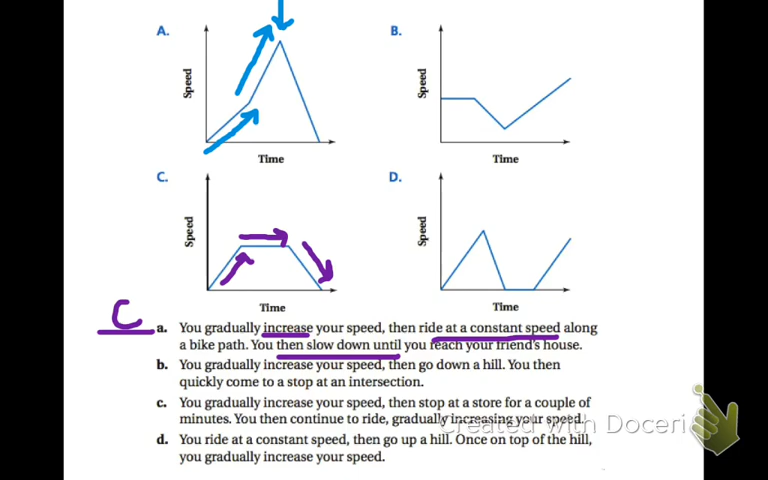 A.
B.
Speed
Speed
Time
Time
C.
D.
Speed
Speed
Time
Time
C
a. You gradually increase your speed, then ride at a constant speed along
a bike path. You then slow down until you reach your friend's house.
b. You gradually increase your speed, then go down a hill. You then
quickly come to a stop at an intersection.
c. You gradually increase your speed, then stop at a store for a couple of
minutes. You then continue to ride, gradually increasing your speed.
Created with Doceri
d. You ride at a constant speed, then go up a hill. Once on top of the hill,
you gradually increase your speed.